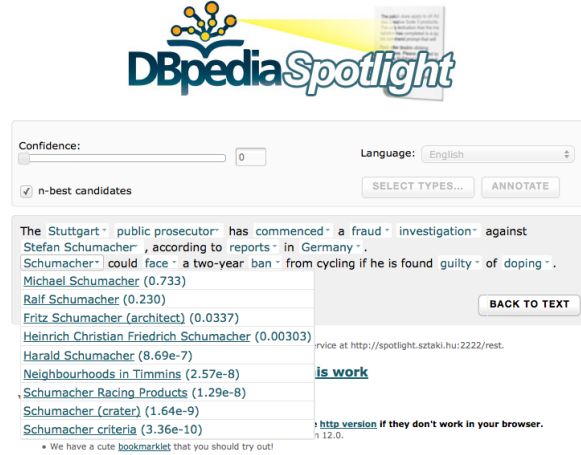 DBpedia Spotlight
Confidence:
0
Language: English
n-best candidates
SELECT TYPES...
ANNOTATE
The Stuttgart public prosecutor has commenced a fraud investigation against
Stefan Schumacher , according to reports in Germany .
Schumacher could face a two-year ban from cycling if he is found guilty of doping .
Michael Schumacher (0.733)
Ralf Schumacher (0.230)
Fritz Schumacher (architect) (0.0337)
BACK TO TEXT
Heinrich Christian Friedrich Schumacher (0.00303)
Harald Schumacher (8.69e-7)
rvice at http://spotlight.sztaki.hu:2222/rest.
Neighbourhoods in Timmins (2.57e-8)
is work
Schumacher Racing Products (1.29e-8)
Schumacher (crater) (1.64e-9)
http version if they don't work in your browser.
Schumacher criteria (3.36e-10)
12.0.
We have a cute bookmarklet that you should try out!